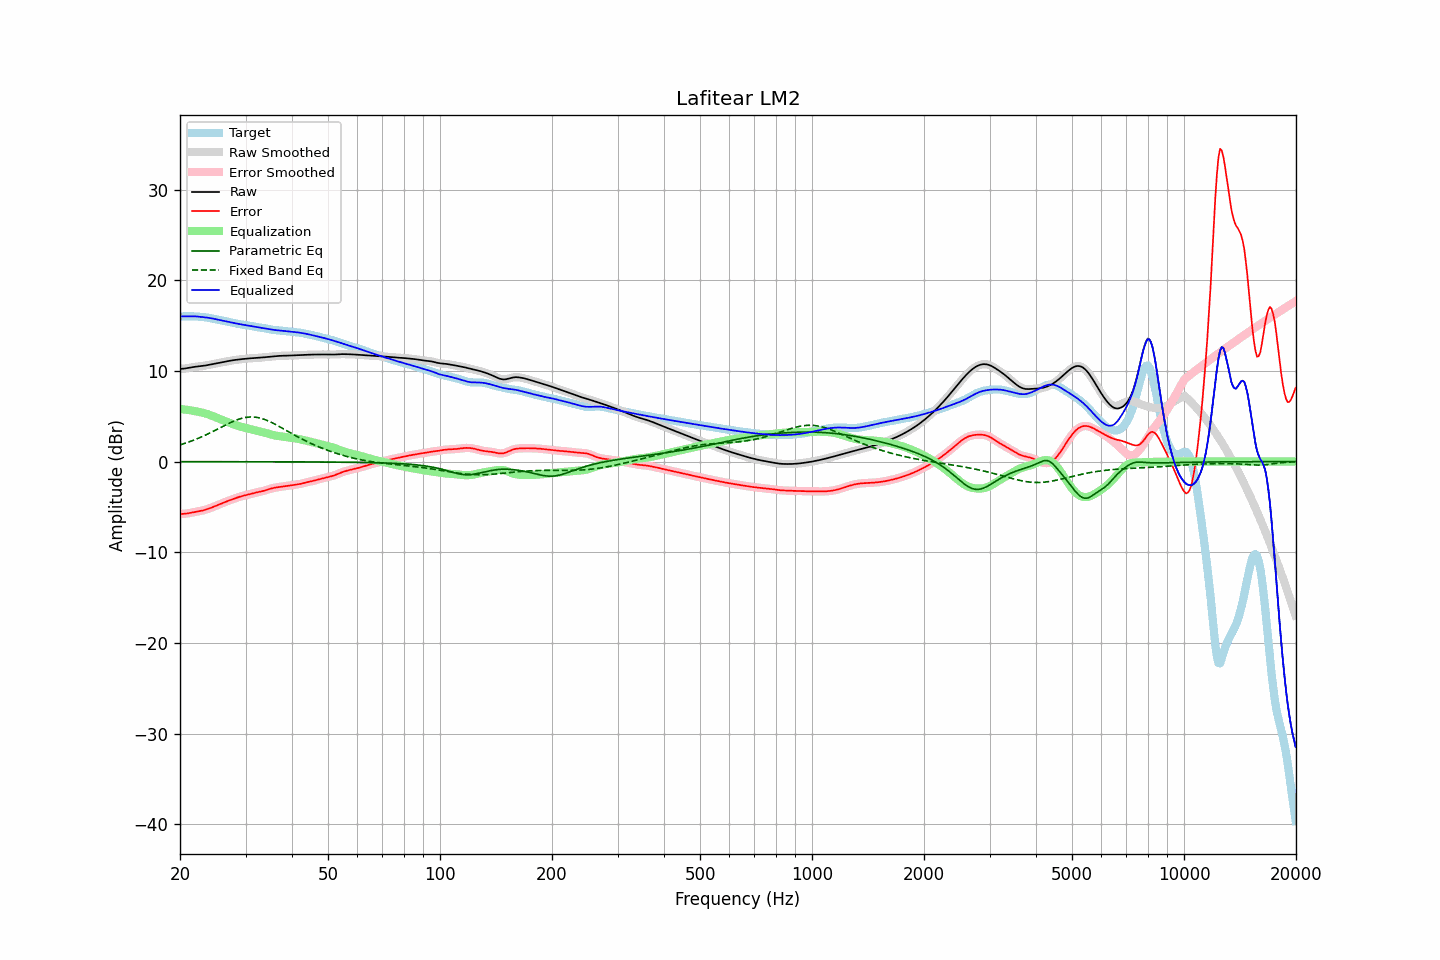 Lafitear LM2
Target
Raw Smoothed
Error Smoothed
Raw
Error
Equalization
Parametric Eq
Fixed Band Eq
Equalized
Amplitude (dBr)
30
20
10
0
−10
−20
−30
−40
20 50 100 200 500 1000 2000 5000 10000 20000
Frequency (Hz)